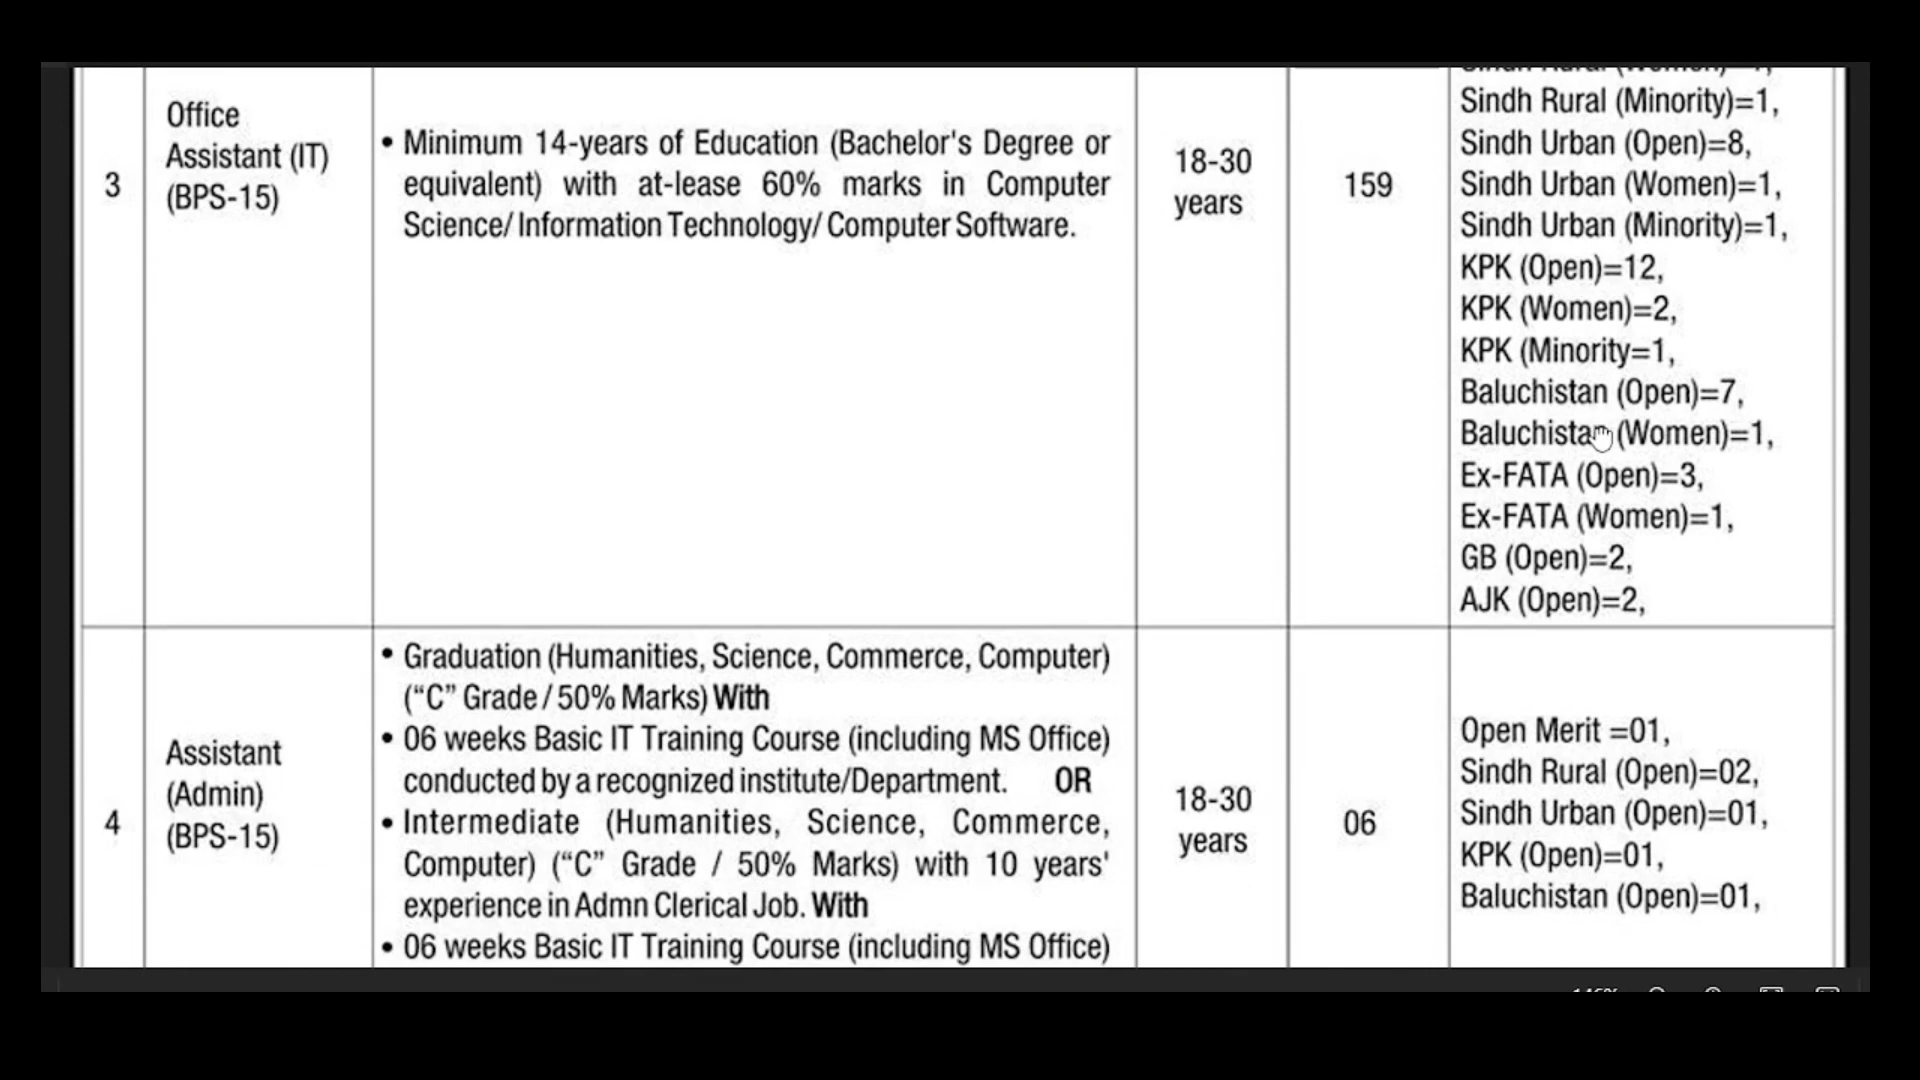 Sindh Rural (Women)=1,
3
Office
Assistant (IT)
(BPS-15)
• Minimum 14-years of Education (Bachelor's Degree or
equivalent) with at-lease 60% marks in Computer
Science/ Information Technology/ Computer Software.
18-30
years
159
Sindh Rural (Minority)=1,
Sindh Urban (Open)=8,
Sindh Urban (Women)=1,
Sindh Urban (Minority)=1,
KPK (Open)=12,
KPK (Women)=2,
KPK (Minority=1,
Baluchistan (Open)=7,
Baluchistan (Women)=1,
Ex-FATA (Open)=3,
Ex-FATA (Women)=1,
GB (Open)=2,
AJK (Open)=2,
4
Assistant
(Admin)
(BPS-15)
• Graduation (Humanities, Science, Commerce, Computer)
(“C” Grade / 50% Marks) With
• 06 weeks Basic IT Training Course (including MS Office)
conducted by a recognized institute/Department. OR
• Intermediate (Humanities, Science, Commerce,
Computer) (“C” Grade / 50% Marks) with 10 years'
experience in Admn Clerical Job. With
• 06 weeks Basic IT Training Course (including MS Office)
18-30
years
06
Open Merit =01,
Sindh Rural (Open)=02,
Sindh Urban (Open)=01,
KPK (Open)=01,
Baluchistan (Open)=01,